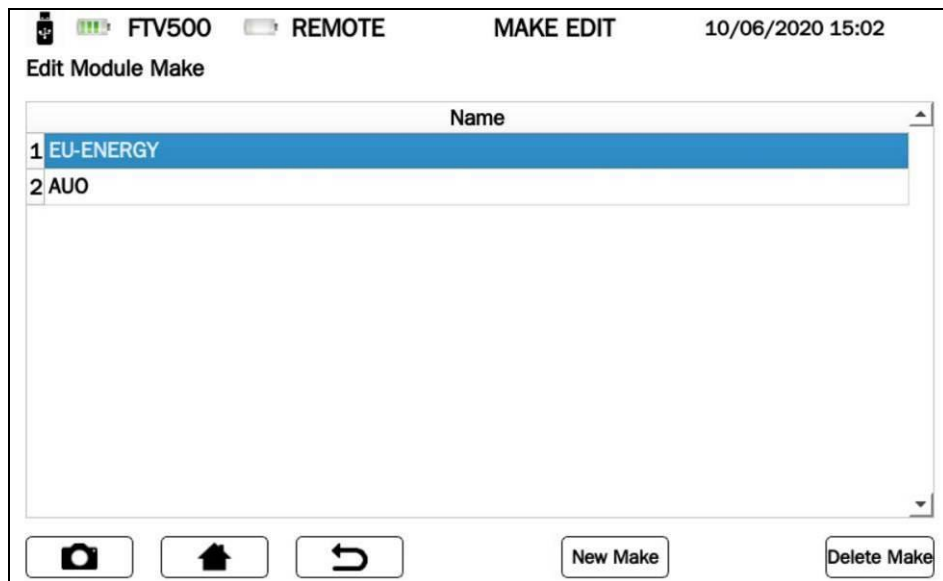 FTV500 REMOTE MAKE EDIT 10/06/2020 15:02
Edit Module Make
Name
1 EU-ENERGY
2 AUO
New Make Delete Make